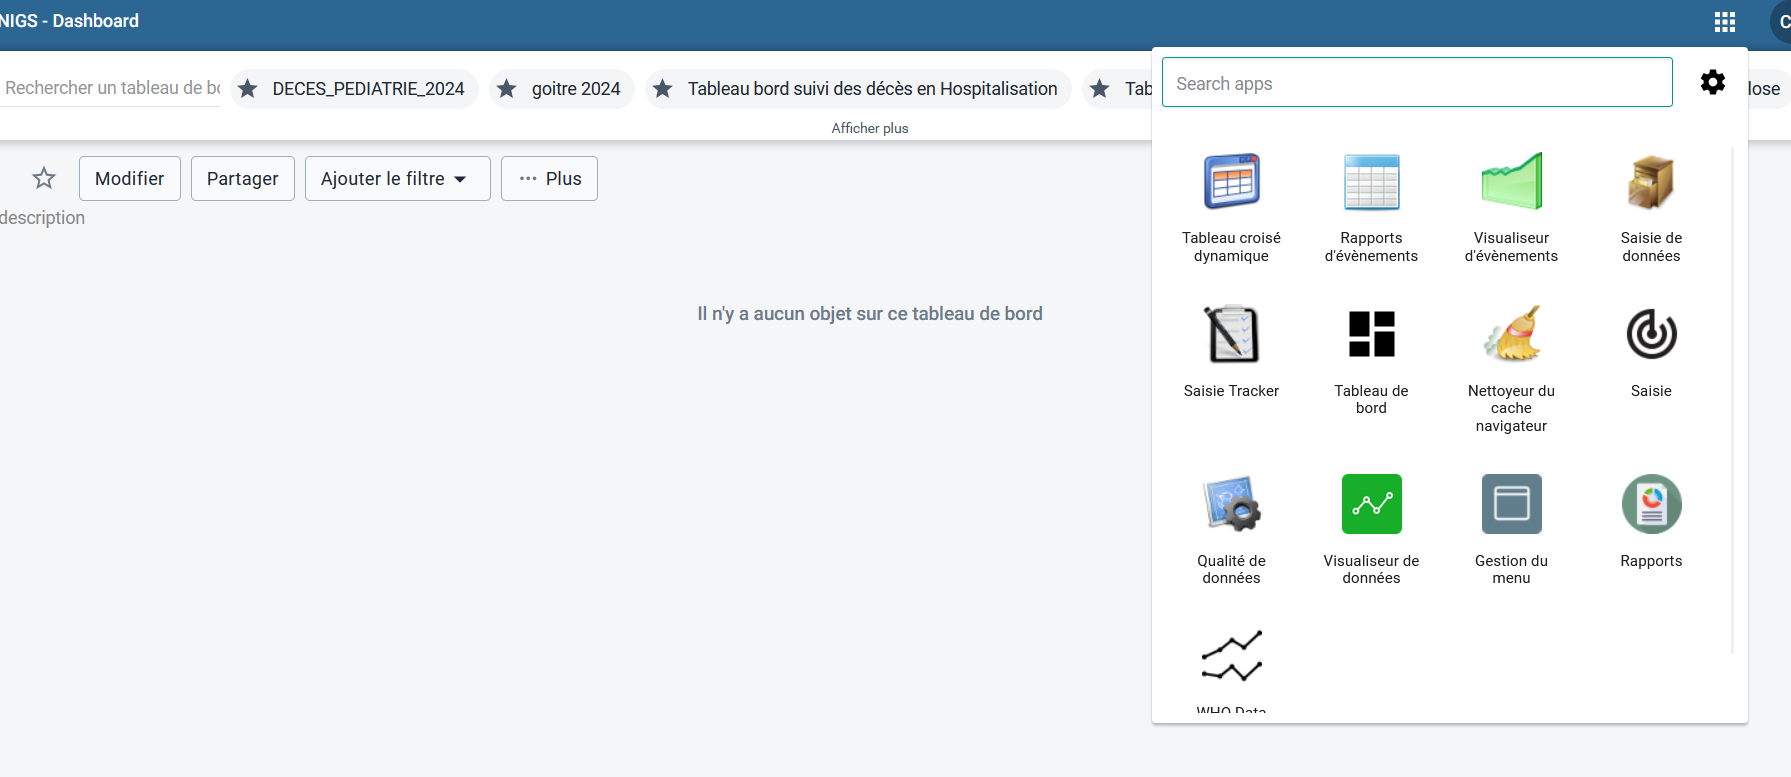 NIGS - Dashboard
Rechercher un tableau de
DECES_PEDIATRIE_2024
goitre 2024
Tableau bord suivi des décès en Hospitalisation
Afficher plus
Modifier
Partager
Ajouter le filtre
Plus
description
Il n'y a aucun objet sur ce tableau de bord
Search apps
Tableau croisé
dynamique
Rapports
d'évènements
Visualiseur
d'évènements
Saisie de
données
Saisie Tracker
Tableau de
bord
Nettoyeur du
cache
navigateur
Saisie
Qualité de
données
Visualiseur de
données
Gestion du
menu
Rapports
WHO Data